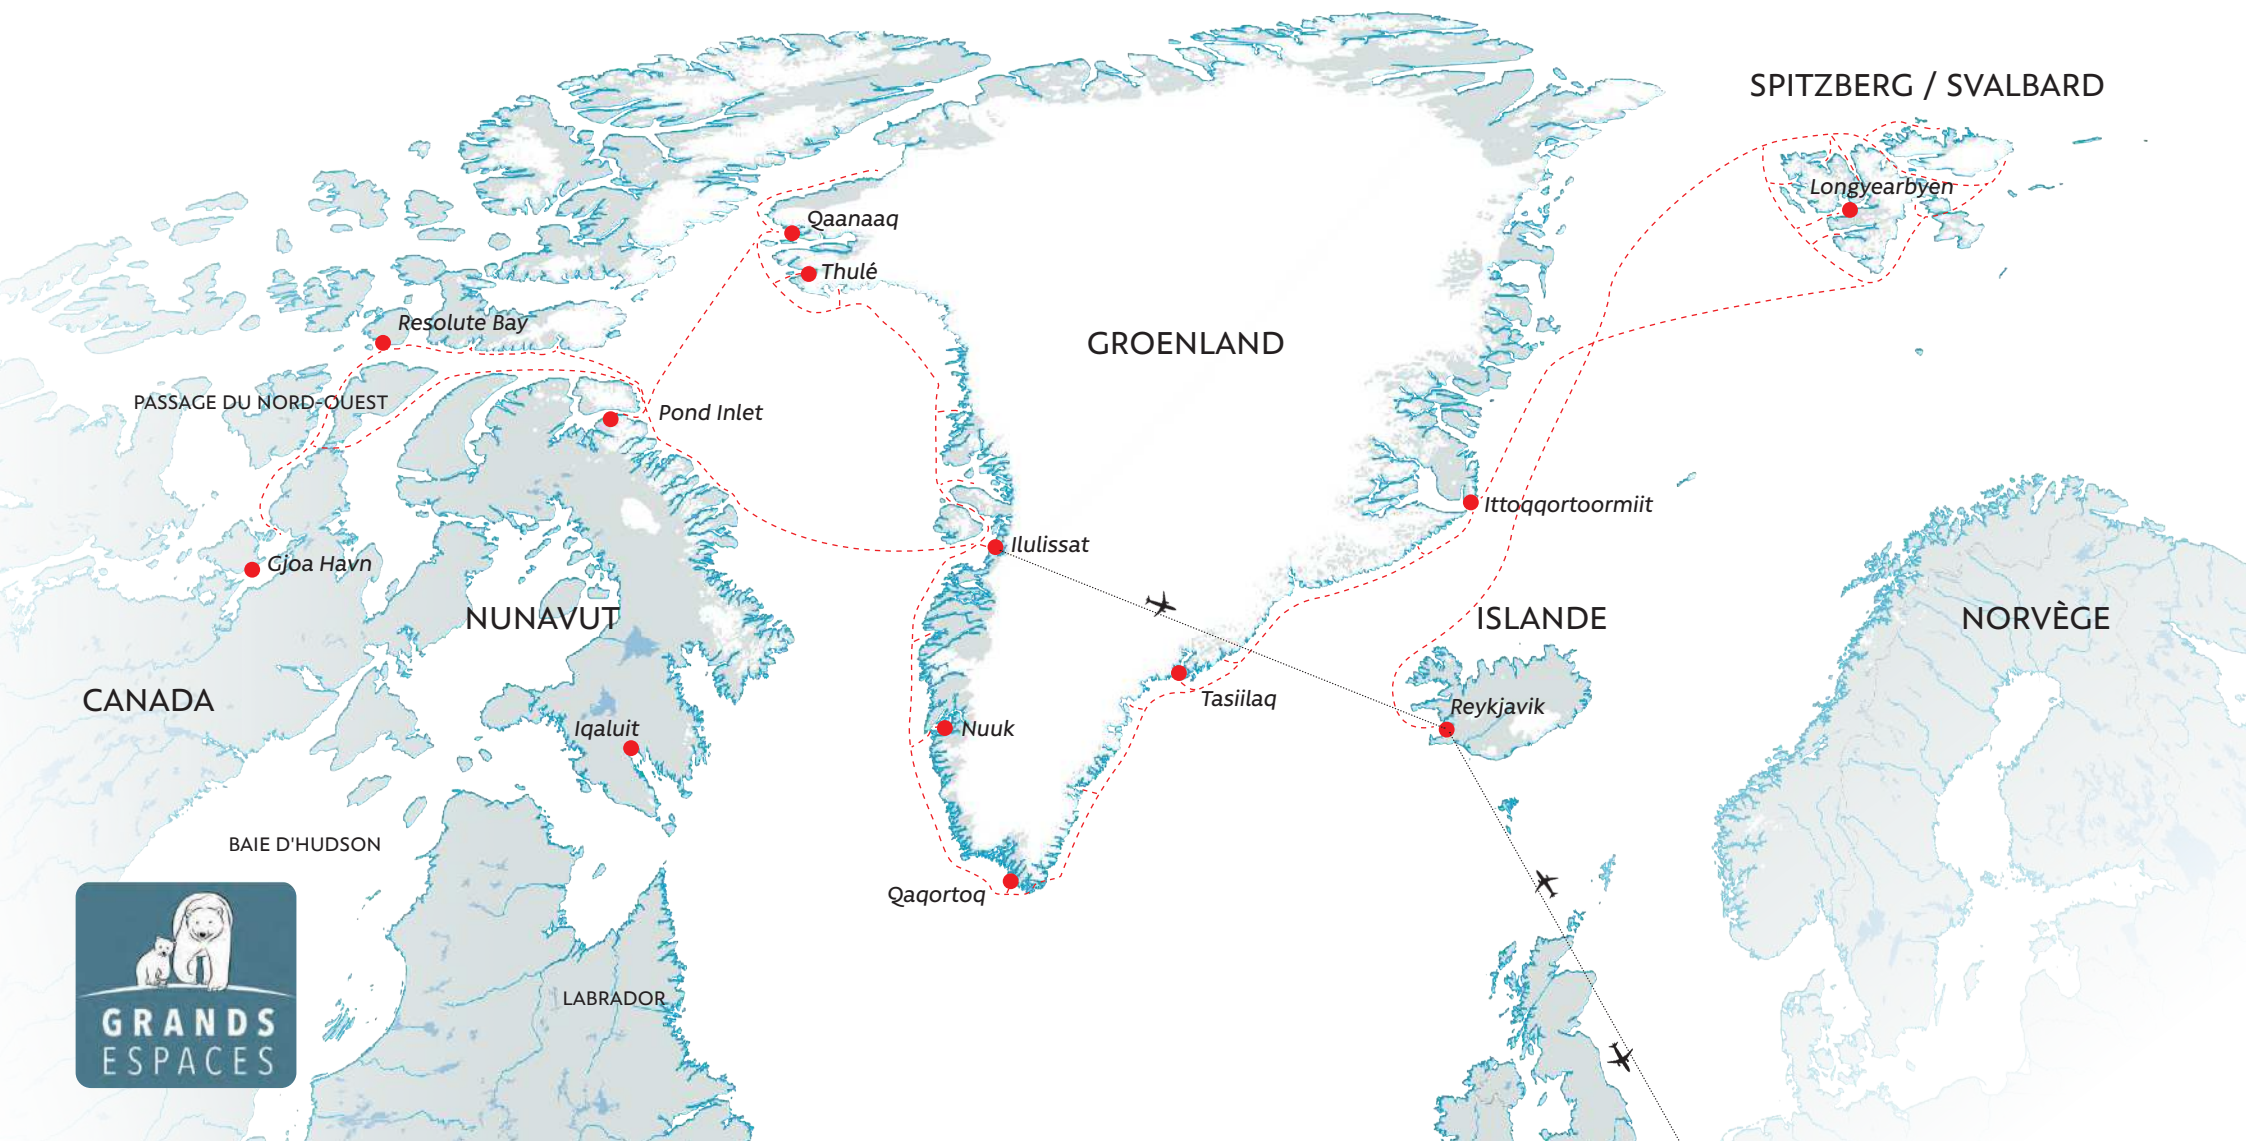 SPITZBERG / SVALBARD
Longyearbyen
Qaanaaq
Thulé
Resolute Bay
GROENLAND
PASSAGE DU NORD-OUEST
Pond Inlet
Ittoqqortoormiit
Ilulissat
Gjoa Havn
NUNAVUT
ISLANDE
NORVÈGE
CANADA
Tasiilaq
Reykjavik
Iqaluit
Nuuk
BAIE D'HUDSON
Qaqortoq
LABRADOR
GRANDS
ESPACES